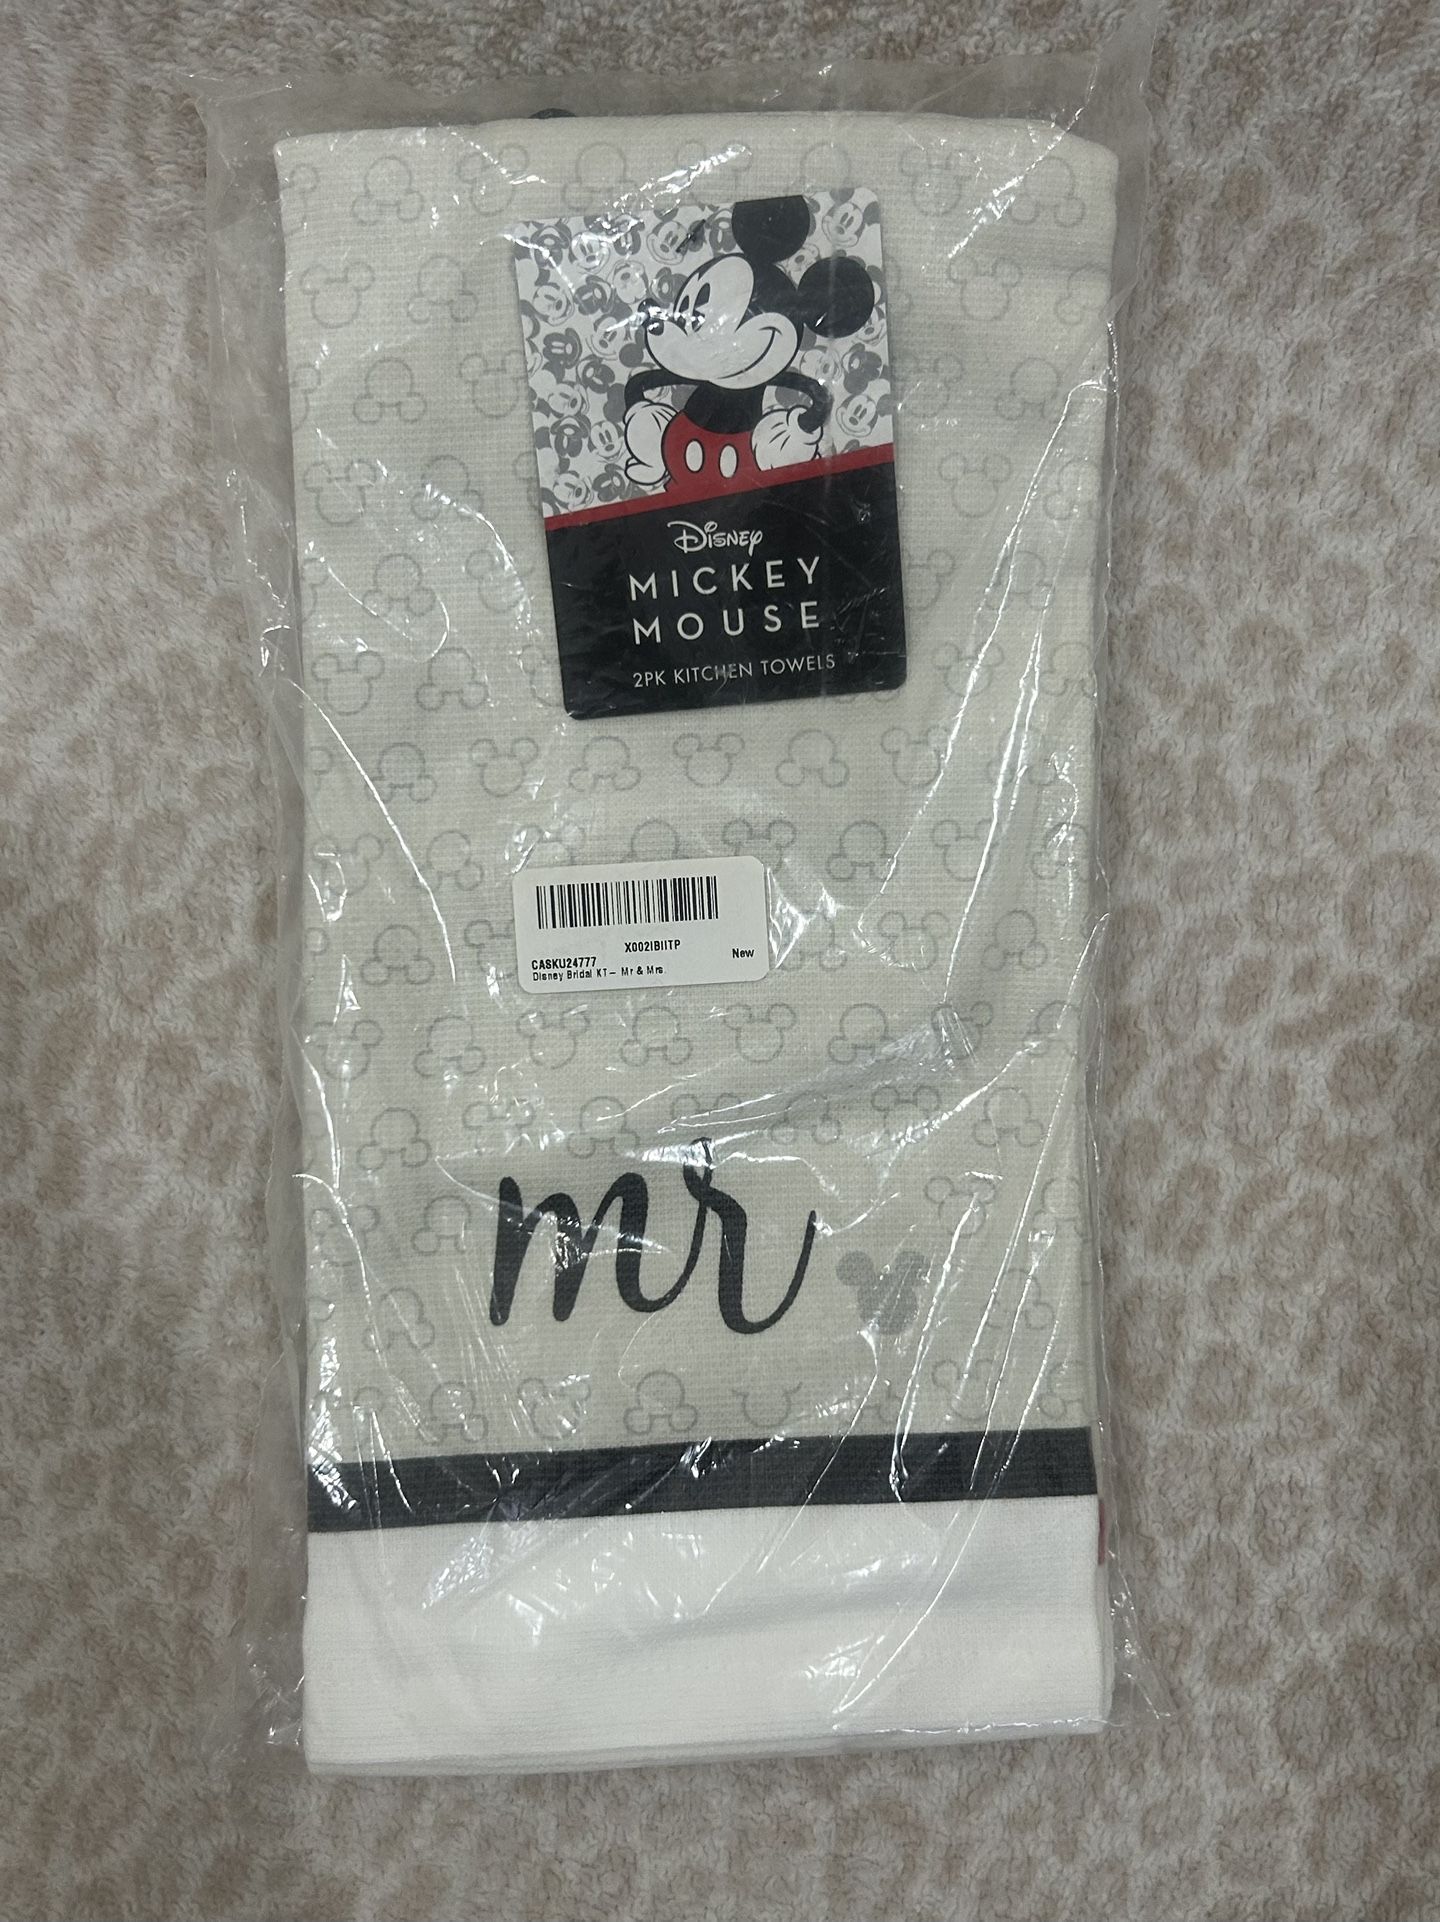 Disney
MICKEY
MOUSE
2PK KITCHEN TOWELS
X002IBIITP
CASKU24777 New
Disney Bridal KT– Mr & Mrs.
mr